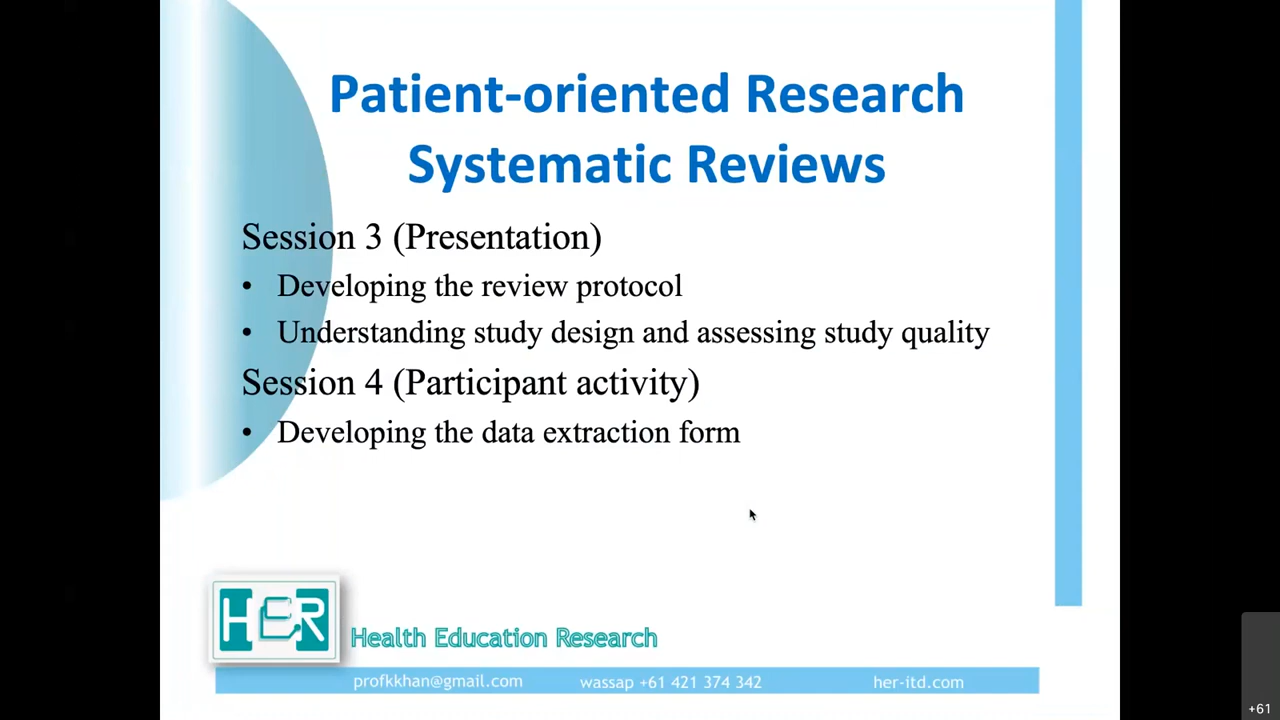 Patient-oriented Research
Systematic Reviews
Session 3 (Presentation)
• Developing the review protocol
• Understanding study design and assessing study quality
Session 4 (Participant activity)
• Developing the data extraction form
HER
Health Education Research
profkkhan@gmail.com wassap +61 421 374 342 her-itd.com
+61